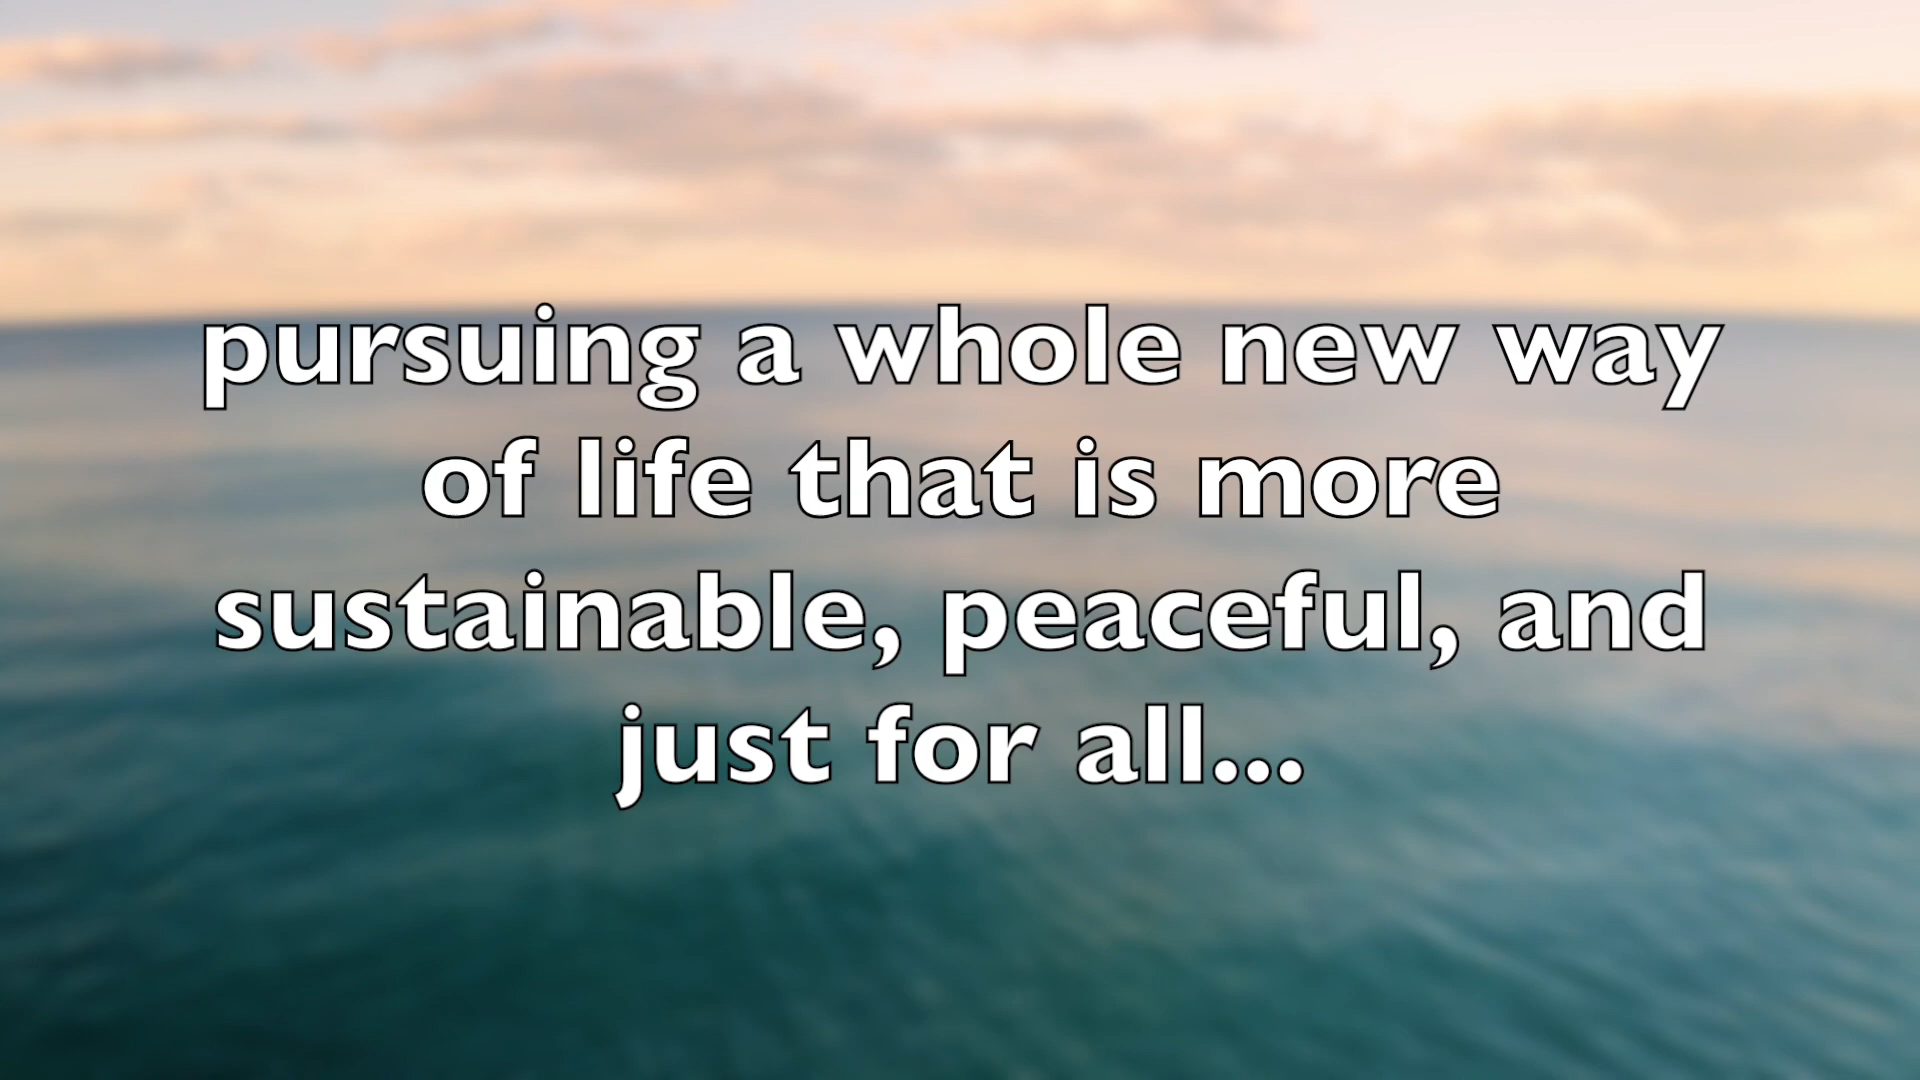 pursuing a whole new way
of life that is more
sustainable, peaceful, and
just for all...